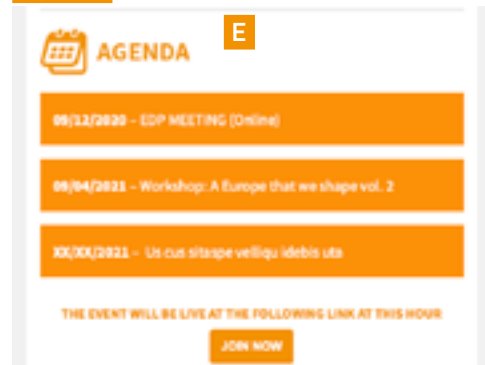 E
AGENDA
09/12/2020 – EDP MEETING (Online)
09/04/2021 – Workshop: A Europe that we shape vol. 2
XX/XX/2021 – Us cus sitaspe velliqu idebis uta
THE EVENT WILL BE LIVE AT THE FOLLOWING LINK AT THIS HOUR
JOIN NOW